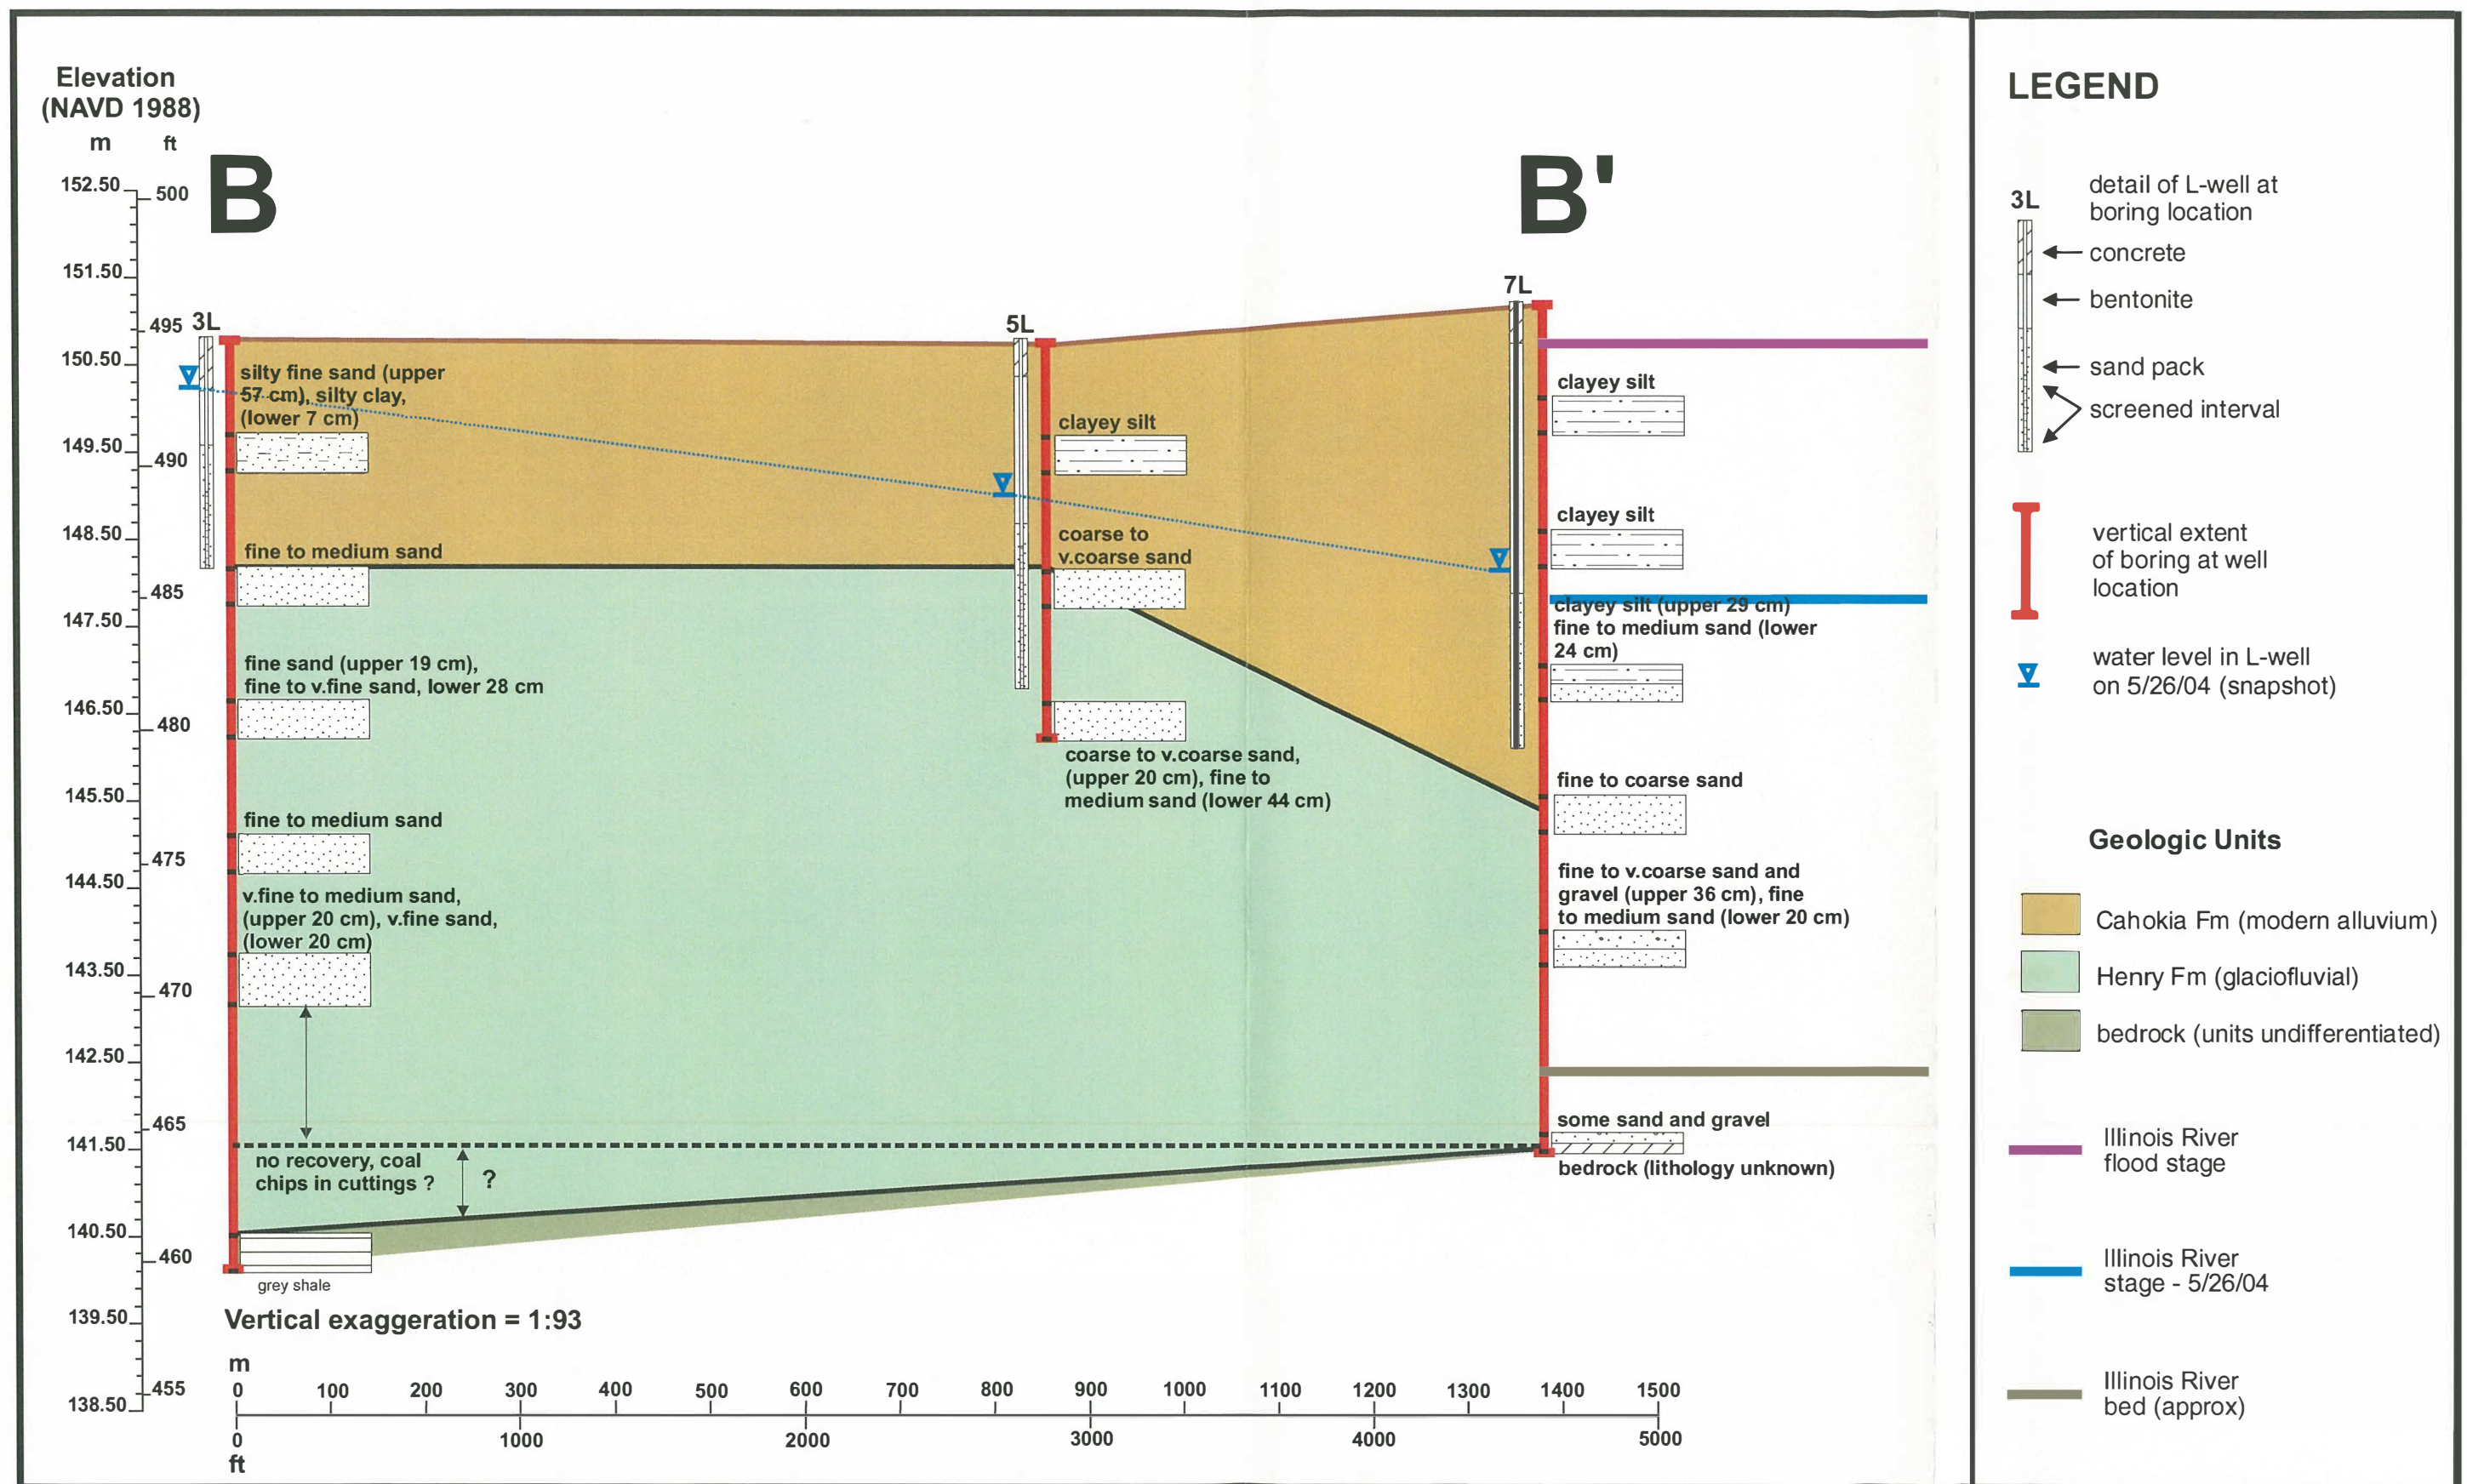 Elevation
(NAVD 1988)
m ft
B
B'
152.50
151.50
150.50
149.50
148.50
147.50
146.50
145.50
144.50
143.50
142.50
141.50
140.50
139.50
138.50
500
495
490
485
480
475
470
465
460
455
3L
5L
7L
silty fine sand (upper
57 cm), silty clay,
(lower 7 cm)
fine to medium sand
fine sand (upper 19 cm),
fine to v.fine sand, lower 28 cm
fine to medium sand
v.fine to medium sand,
(upper 20 cm), v.fine sand,
(lower 20 cm)
no recovery, coal
chips in cuttings ?
?
grey shale
clayey silt
coarse to
v.coarse sand
coarse to v.coarse sand,
(upper 20 cm), fine to
medium sand (lower 44 cm)
clayey silt
clayey silt
clayey silt (upper 29 cm)
fine to medium sand (lower
24 cm)
fine to coarse sand
fine to v.coarse sand and
gravel (upper 36 cm), fine
to medium sand (lower 20 cm)
some sand and gravel
bedrock (lithology unknown)
Vertical exaggeration = 1:93
m
0 100 200 300 400 500 600 700 800 900 1000 1100 1200 1300 1400 1500
0 1000 2000 3000 4000 5000
ft
LEGEND
3L
detail of L-well at
boring location
concrete
bentonite
sand pack
screened interval
vertical extent
of boring at well
location
water level in L-well
on 5/26/04 (snapshot)
Geologic Units
Cahokia Fm (modern alluvium)
Henry Fm (glaciofluvial)
bedrock (units undifferentiated)
Illinois River
flood stage
Illinois River
stage - 5/26/04
Illinois River
bed (approx)